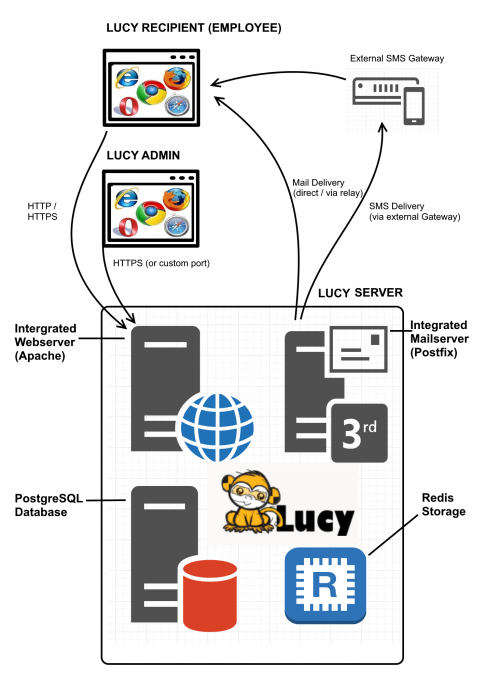 LUCY RECIPIENT (EMPLOYEE)
External SMS Gateway
LUCY ADMIN
HTTP /
HTTPS
Mail Delivery
(direct / via relay)
SMS Delivery
(via external Gateway)
HTTPS (or custom port)
LUCY SERVER
Intergrated
Webserver
(Apache)
Integrated
Mailserver
(Postfix)
3rd
PostgreSQL
Database
Lucy
Redis
Storage
R